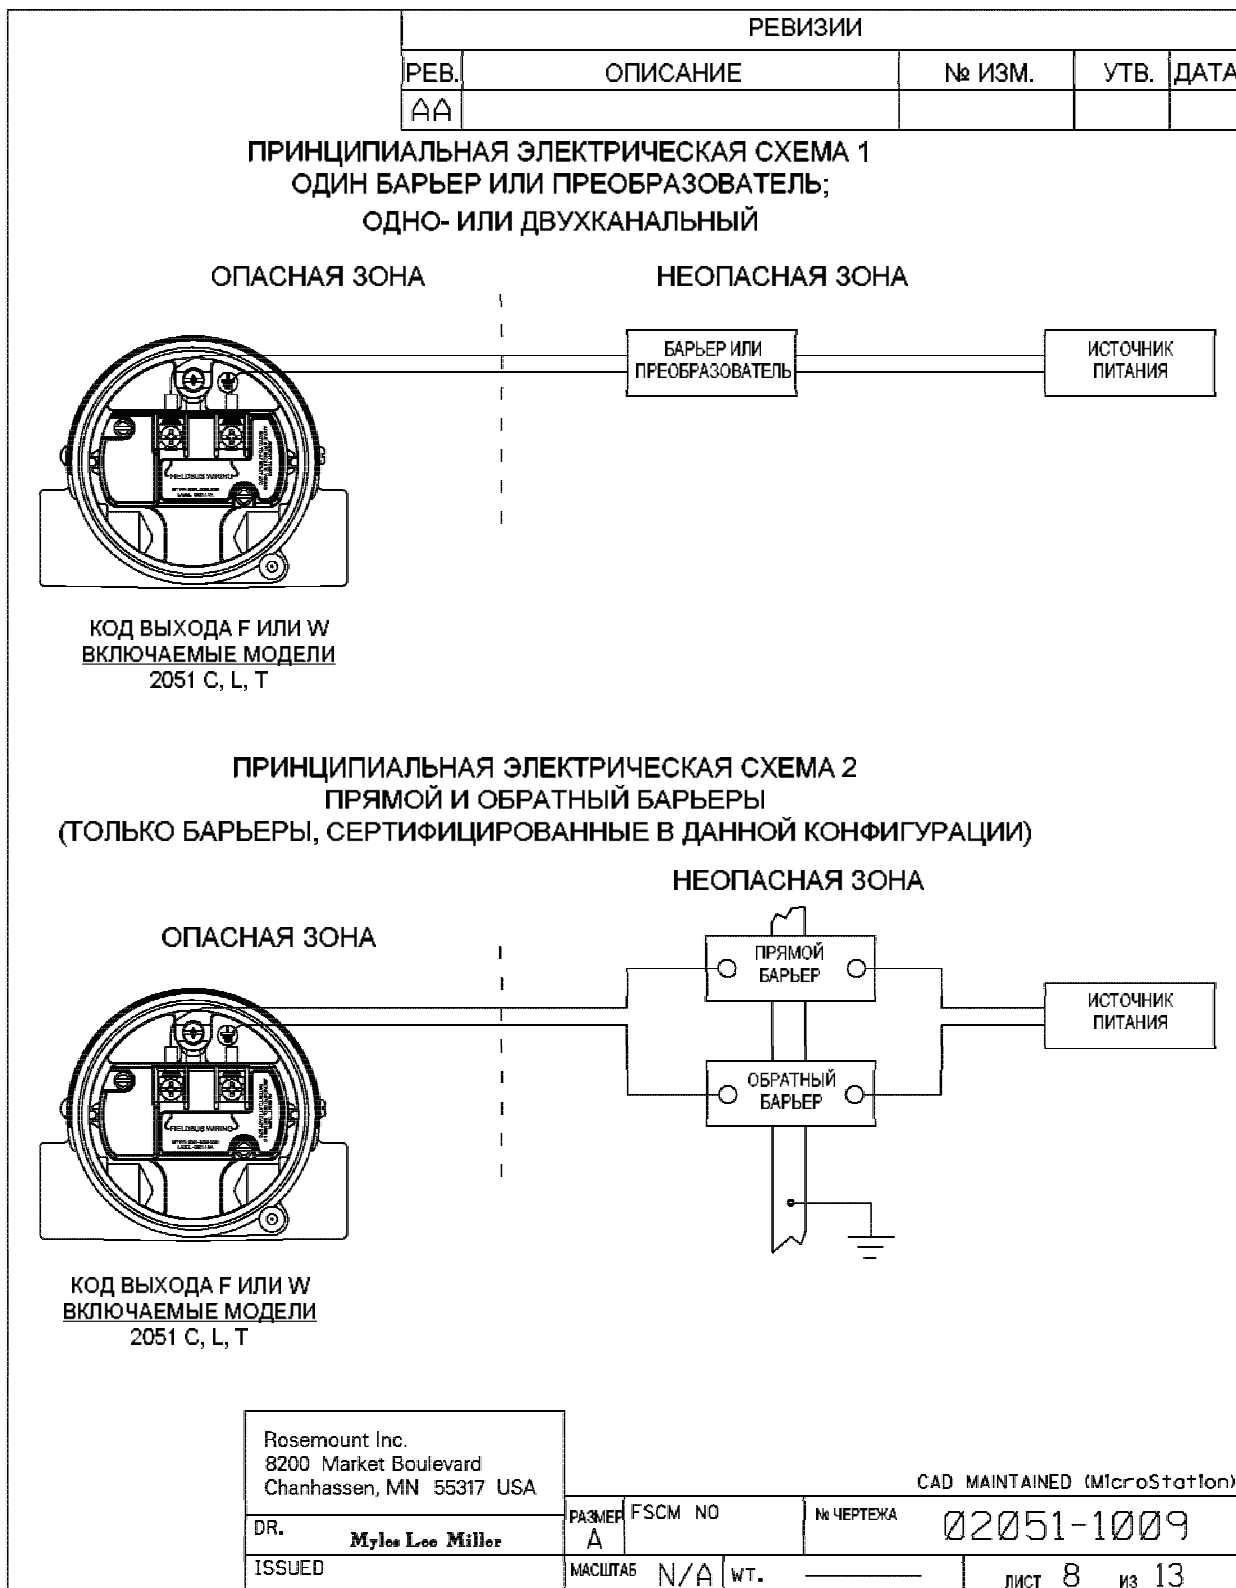 РЕВИЗИИ
РЕВ. ОПИСАНИЕ № ИЗМ. УТВ. ДАТА
AA
ПРИНЦИПИАЛЬНАЯ ЭЛЕКТРИЧЕСКАЯ СХЕМА 1
ОДИН БАРЬЕР ИЛИ ПРЕОБРАЗОВАТЕЛЬ;
ОДНО- ИЛИ ДВУХКАНАЛЬНЫЙ
ОПАСНАЯ ЗОНА НЕОПАСНАЯ ЗОНА
БАРЬЕР ИЛИ
ПРЕОБРАЗОВАТЕЛЬ
ИСТОЧНИК
ПИТАНИЯ
FIELDBUS WIRING
КОД ВЫХОДА F ИЛИ W
ВКЛЮЧАЕМЫЕ МОДЕЛИ
2051 C, L, T
ПРИНЦИПИАЛЬНАЯ ЭЛЕКТРИЧЕСКАЯ СХЕМА 2
ПРЯМОЙ И ОБРАТНЫЙ БАРЬЕРЫ
(ТОЛЬКО БАРЬЕРЫ, СЕРТИФИЦИРОВАННЫЕ В ДАННОЙ КОНФИГУРАЦИИ)
НЕОПАСНАЯ ЗОНА
ОПАСНАЯ ЗОНА
ПРЯМОЙ
БАРЬЕР
ИСТОЧНИК
ПИТАНИЯ
ОБРАТНЫЙ
БАРЬЕР
FIELDBUS WIRING
КОД ВЫХОДА F ИЛИ W
ВКЛЮЧАЕМЫЕ МОДЕЛИ
2051 C, L, T
Rosemount Inc.
8200 Market Boulevard
Chanhassen, MN 55317 USA
CAD MAINTAINED (MicroStation)
DR. Myles Lee Miller
РАЗМЕР A
FSCM NO
№ ЧЕРТЕЖА 02051-1009
ISSUED
МАСШТАБ N/A WT.
ЛИСТ 8 ИЗ 13